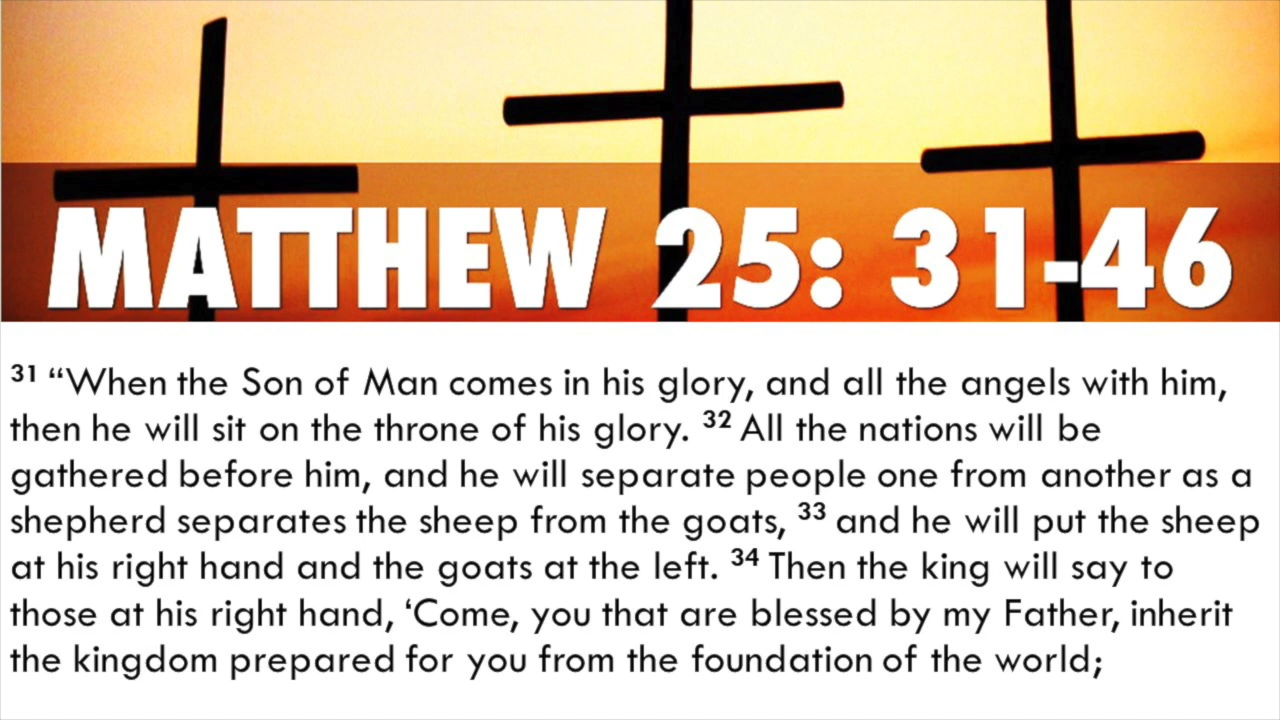 MATTHEW 25: 31-46
31 “When the Son of Man comes in his glory, and all the angels with him,
then he will sit on the throne of his glory. 32 All the nations will be
gathered before him, and he will separate people one from another as a
shepherd separates the sheep from the goats, 33 and he will put the sheep
at his right hand and the goats at the left. 34 Then the king will say to
those at his right hand, ‘Come, you that are blessed by my Father, inherit
the kingdom prepared for you from the foundation of the world;